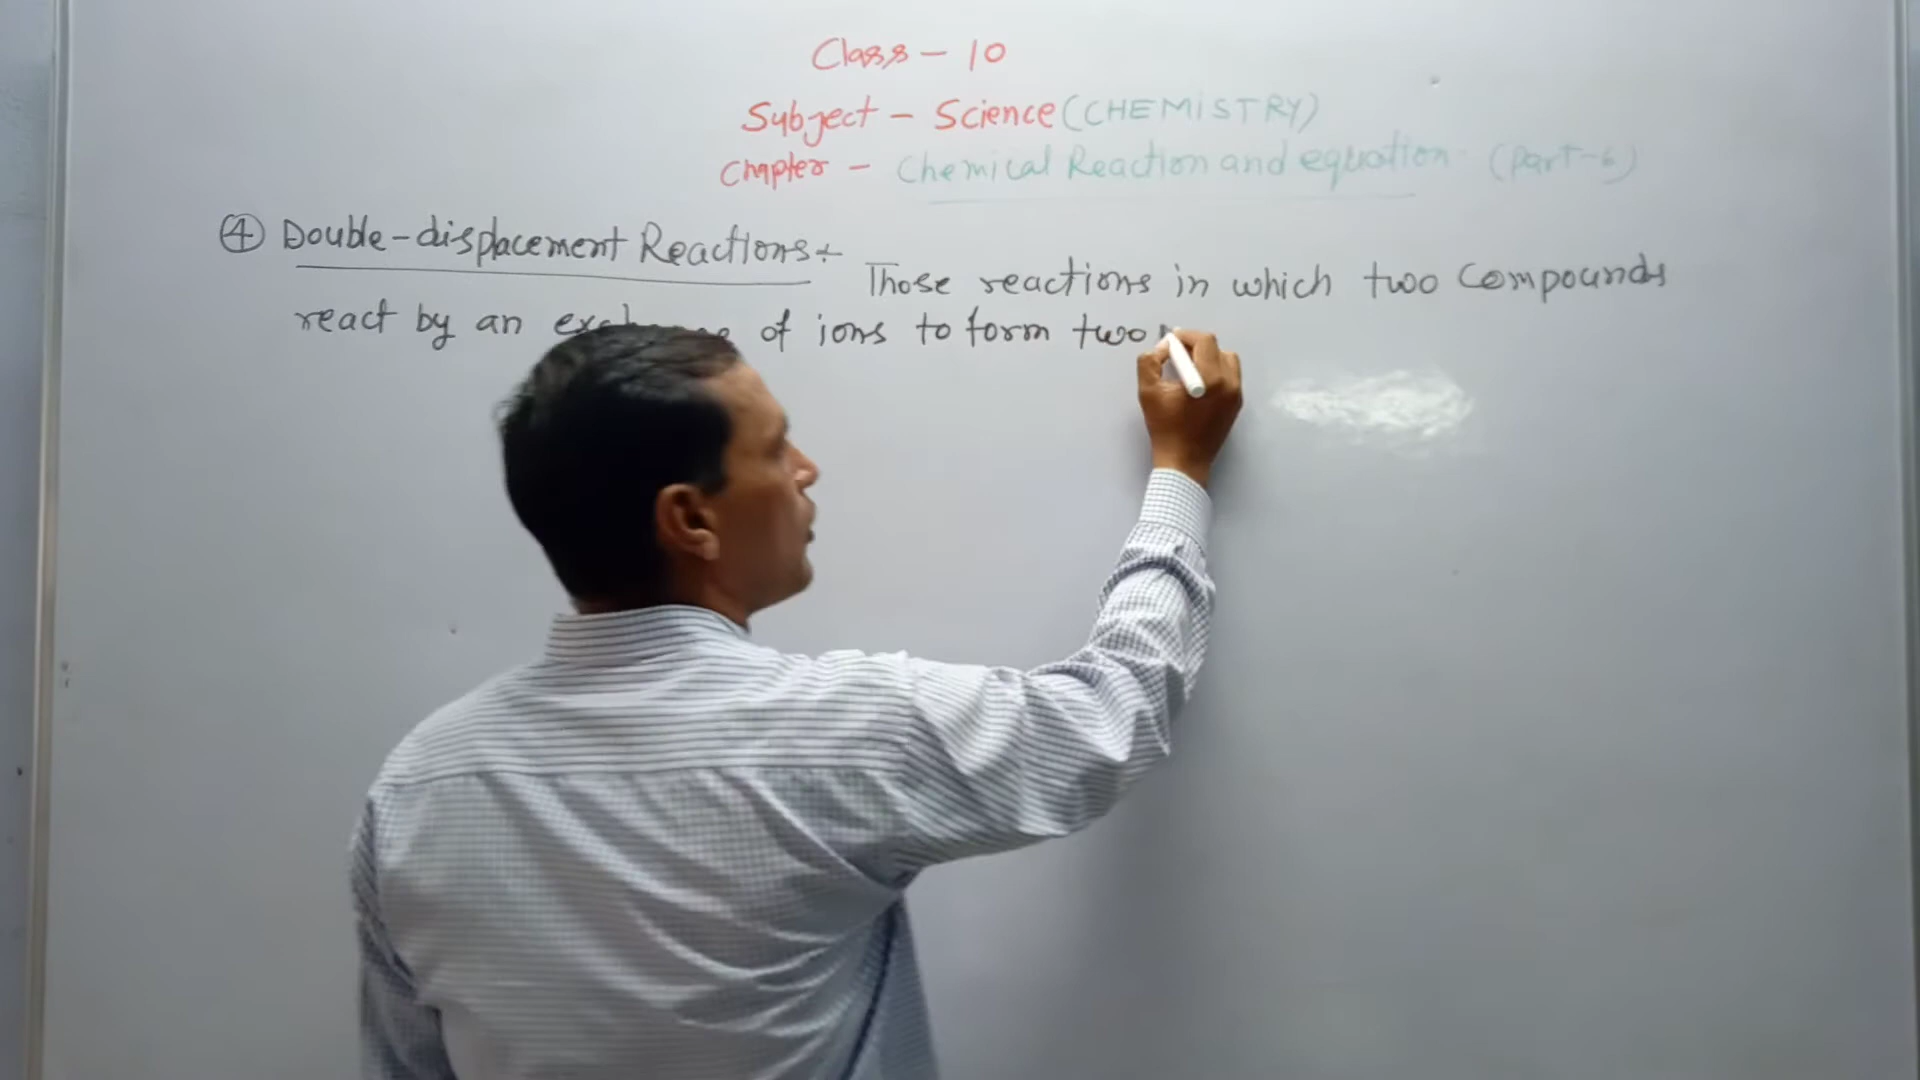 Class - 10
Subject - Science (CHEMISTRY)
Chapter - Chemical Reaction and equation (Part-6)
④ Double-displacement Reactions÷ Those reactions in which two Compounds
react by an of ions to form two